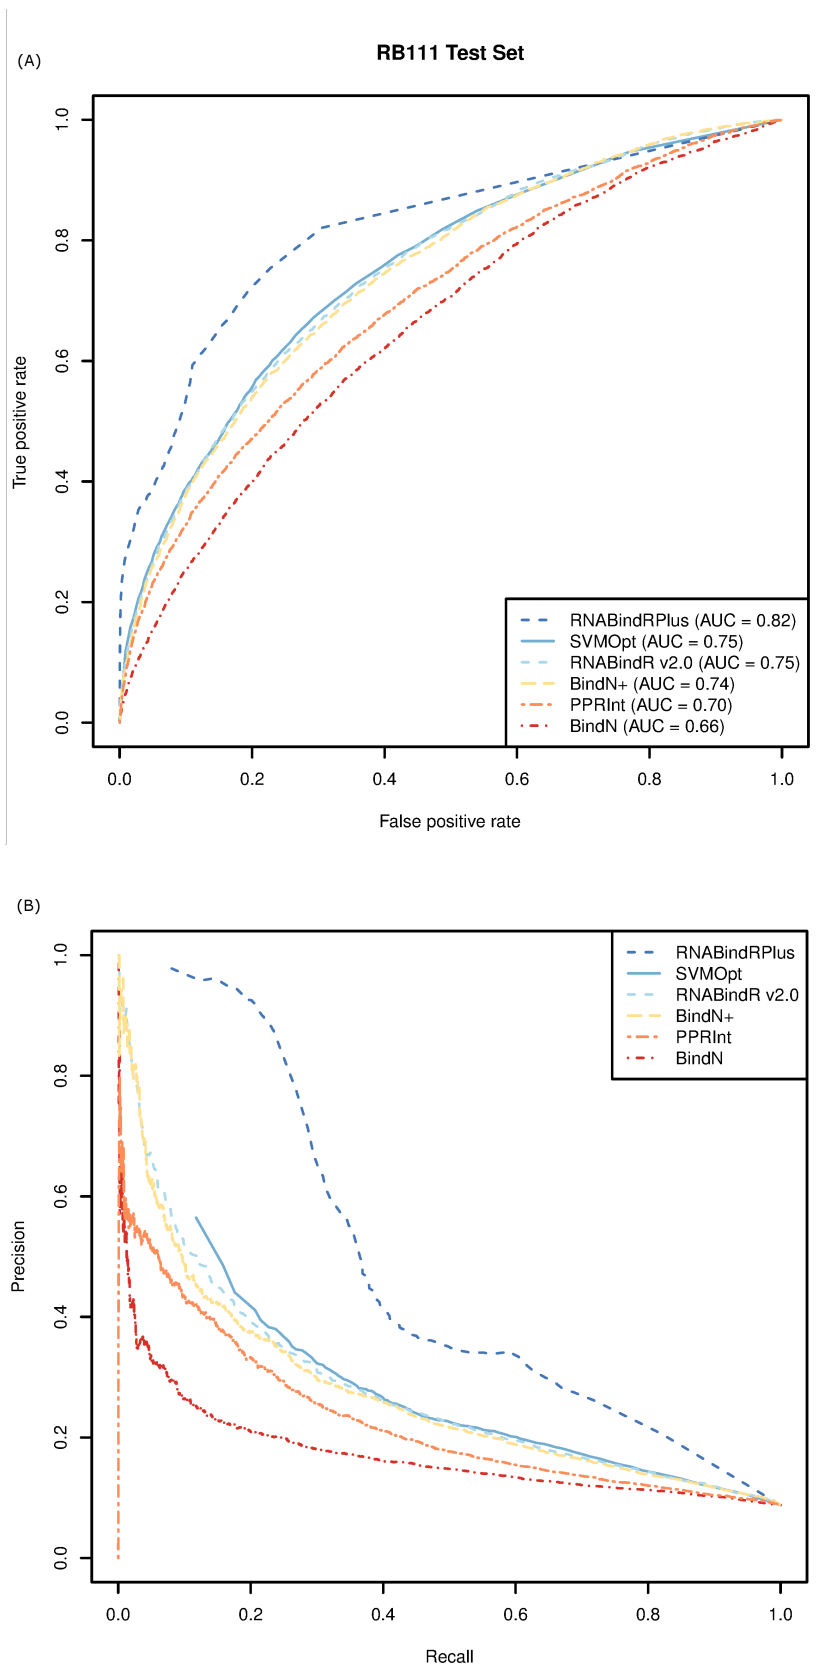 (A)
RB111 Test Set
1.0
0.8
0.6
0.4
0.2
0.0
True positive rate
RNABindRPlus (AUC = 0.82)
SVMOpt (AUC = 0.75)
RNABindR v2.0 (AUC = 0.75)
BindN+ (AUC = 0.74)
PPRInt (AUC = 0.70)
BindN (AUC = 0.66)
0.0 0.2 0.4 0.6 0.8 1.0
False positive rate
(B)
1.0
0.8
0.6
0.4
0.2
0.0
Precision
RNABindRPlus
SVMOpt
RNABindR v2.0
BindN+
PPRInt
BindN
0.0 0.2 0.4 0.6 0.8 1.0
Recall